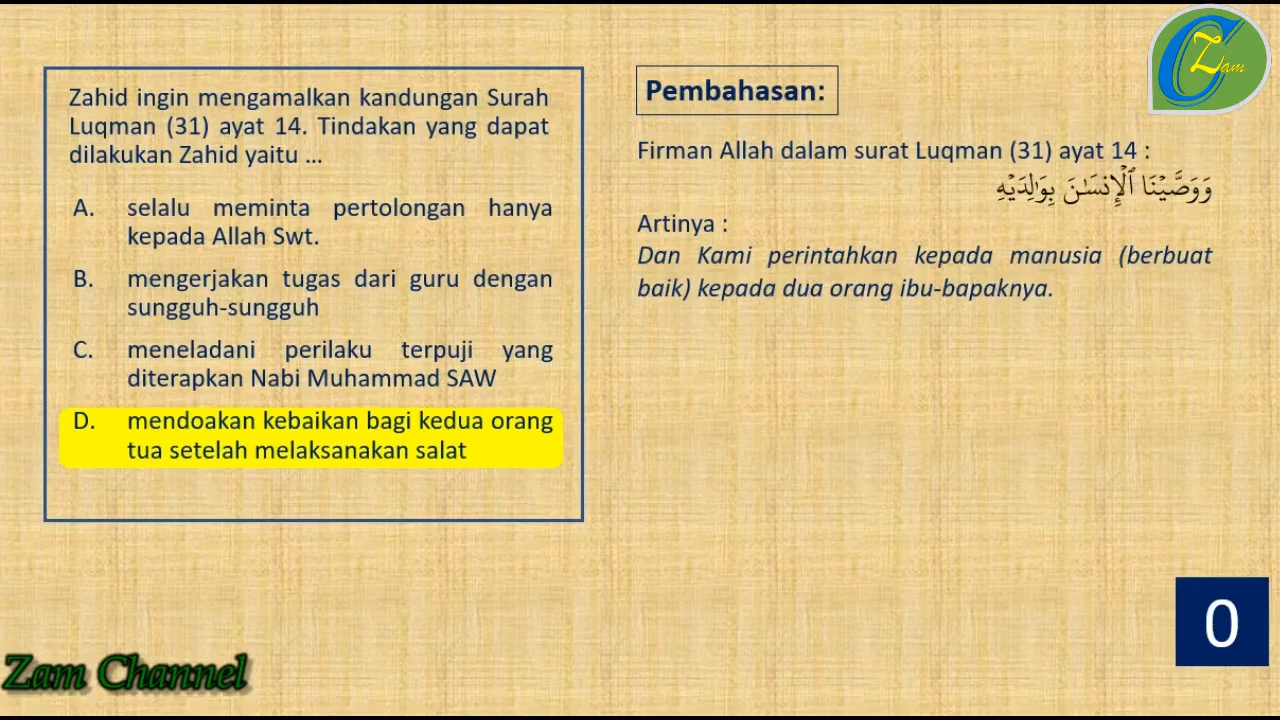 Zahid ingin mengamalkan kandungan Surah
Luqman (31) ayat 14. Tindakan yang dapat
dilakukan Zahid yaitu ...
A. selalu meminta pertolongan hanya
kepada Allah Swt.
B. mengerjakan tugas dari guru dengan
sungguh-sungguh
C. meneladani perilaku terpuji yang
diterapkan Nabi Muhammad SAW
D. mendoakan kebaikan bagi kedua orang
tua setelah melaksanakan salat
Pembahasan:
Firman Allah dalam surat Luqman (31) ayat 14 :
وَوَصَّيْنَا ٱلْإِنسَٰنَ بِوَٰلِدَيْهِ
Artinya :
Dan Kami perintahkan kepada manusia (berbuat
baik) kepada dua orang ibu-bapaknya.
0
Zam Channel
Zam